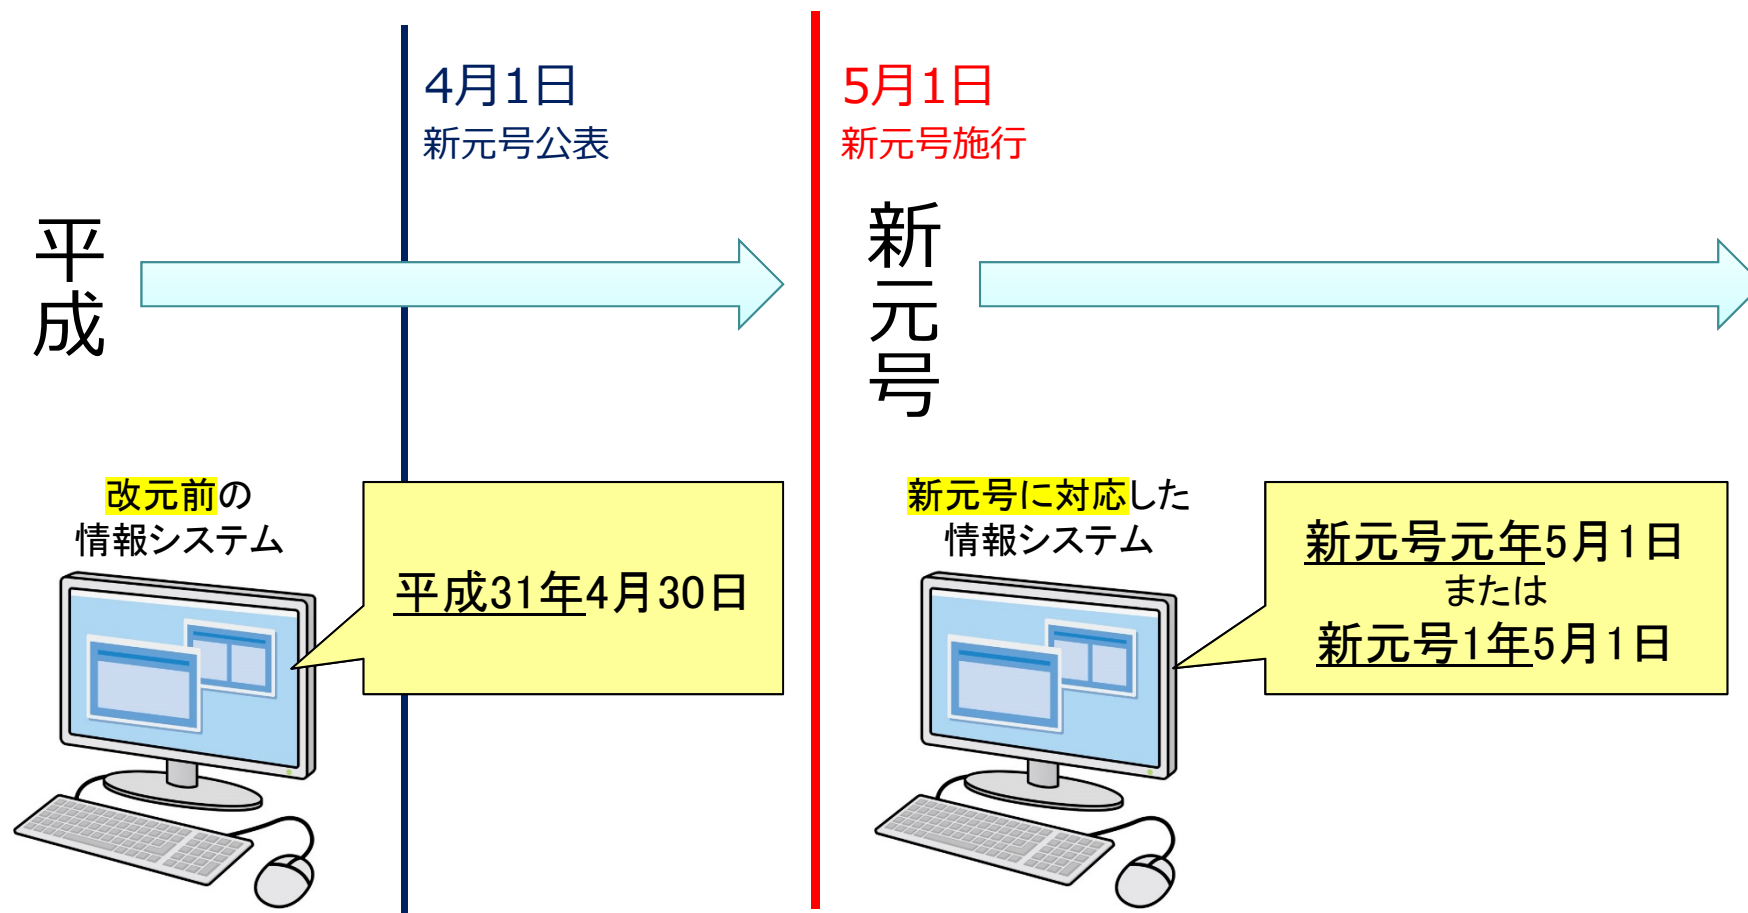 4月1日
新元号公表
5月1日
新元号施行
平成
新元号
改元前の
情報システム
平成31年4月30日
新元号に対応した
情報システム
新元号元年5月1日
または
新元号1年5月1日